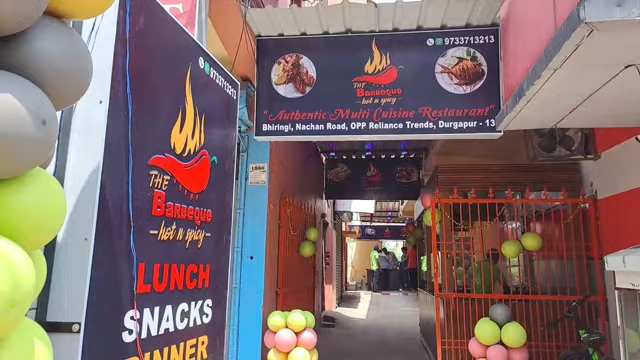 9733713213
THE
BARBEQUE
hot n spicy
LUNCH
SNACKS
DINNER
9733713213
THE
BARBEQUE
hot n spicy
"Authentic Multi Cuisine Restaurant"
Bhiringi, Nachan Road, OPP Reliance Trends, Durgapur - 13